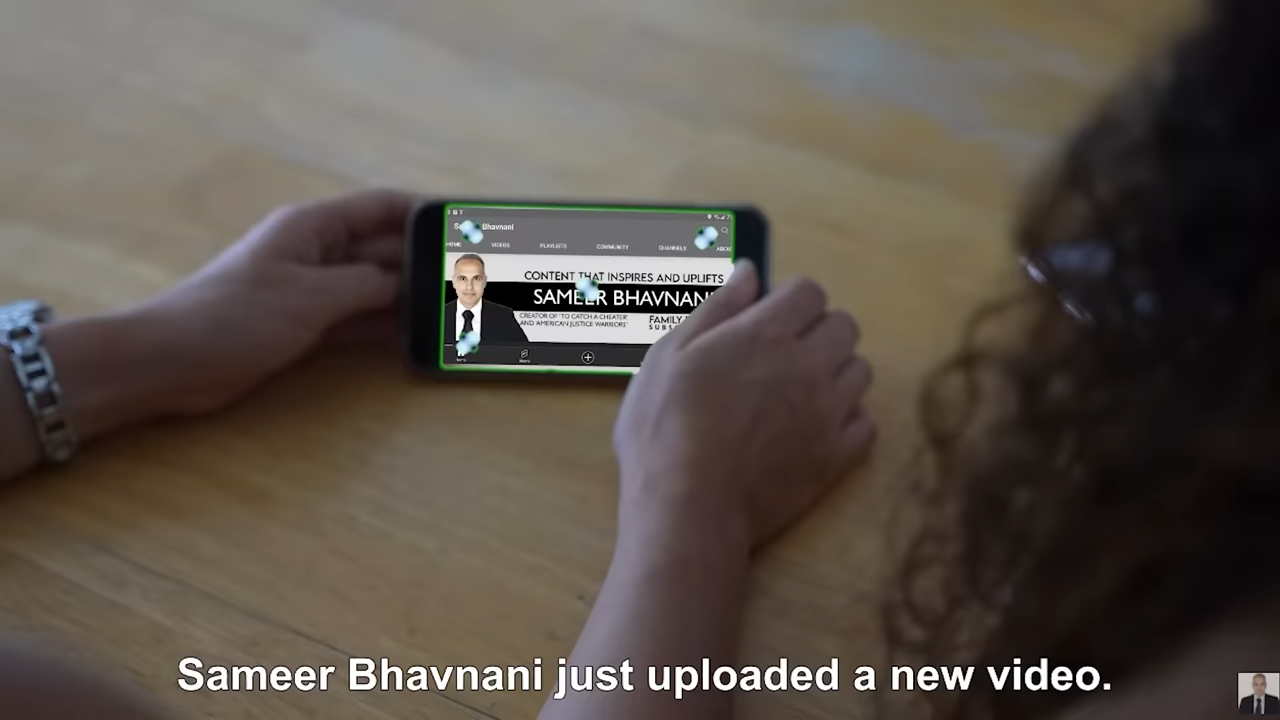 Bhavnani
HOME VIDEOS PLAYLISTS COMMUNITY CHANNELS
CONTENT THAT INSPIRES AND UPLIFTS
SAMEER BHAVNANI
CREATOR OF "TO CATCH A CHEATER"
AND "AMERICAN JUSTICE WARRIORS"
FAMILY
Sameer Bhavnani just uploaded a new video.